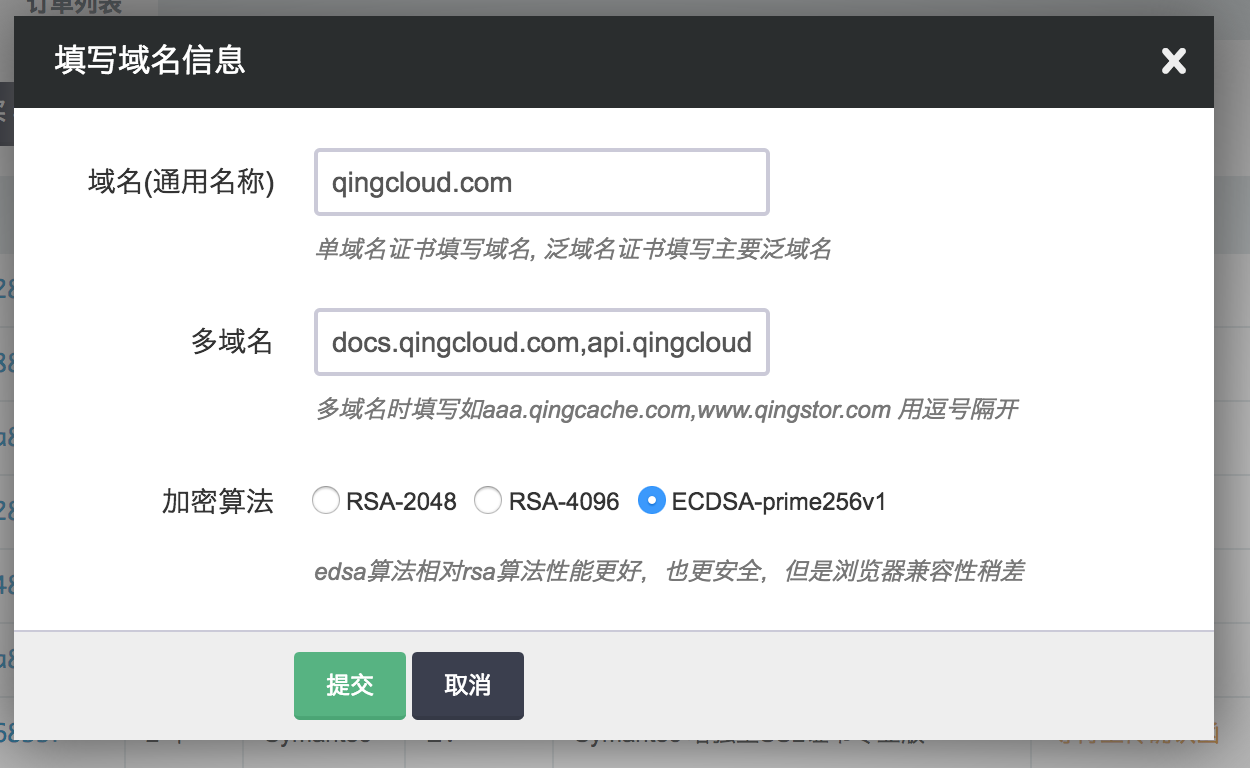 订单列表
填写域名信息
域名(通用名称)
qingcloud.com
单域名证书填写域名, 泛域名证书填写主要泛域名
多域名
docs.qingcloud.com,api.qingcloud
多域名时填写如aaa.qingcache.com,www.qingstor.com 用逗号隔开
加密算法
RSA-2048 RSA-4096 ECDSA-prime256v1
edsa算法相对rsa算法性能更好，也更安全，但是浏览器兼容性稍差
提交 取消